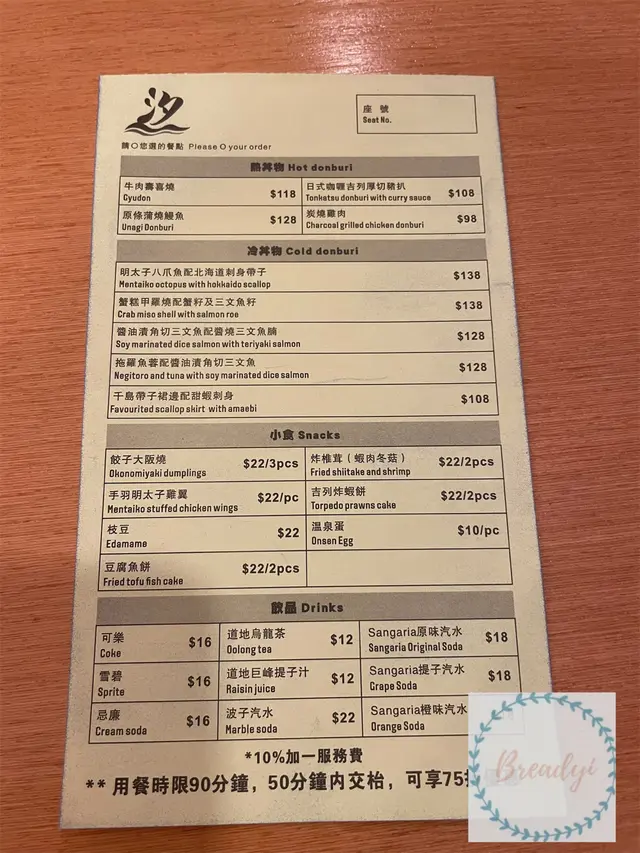 汐
座 號
Seat No.
請○您選的餐點 Please O your order
熱丼物 Hot donburi
牛肉壽喜燒
Gyudon
$118
日式咖喱吉列厚切豬扒
Tonkatsu donburi with curry sauce
$108
原條蒲燒鰻魚
Unagi Donburi
$128
炭燒雞肉
Charcoal grilled chicken donburi
$98
冷丼物 Cold donburi
明太子八爪魚配北海道刺身帶子
Mentaiko octopus with hokkaido scallop
$138
蟹糕甲羅燒配蟹籽及三文魚籽
Crab miso shell with salmon roe
$138
醬油漬角切三文魚配醬燒三文魚腩
Soy marinated dice salmon with teriyaki salmon
$128
拖羅魚蓉配醬油漬角切三文魚
Negitoro and tuna with soy marinated dice salmon
$128
千島帶子裙邊配甜蝦刺身
Favourited scallop skirt with amaebi
$108
小食 Snacks
餃子大阪燒
Okonomiyaki dumplings
$22/3pcs
炸椎茸（蝦肉冬菇）
Fried shiitake and shrimp
$22/2pcs
手羽明太子雞翼
Mentaiko stuffed chicken wings
$22/pc
吉列炸蝦餅
Torpedo prawns cake
$22/2pcs
枝豆
Edamame
$22
溫泉蛋
Onsen Egg
$10/pc
豆腐魚餅
Fried tofu fish cake
$22/2pcs
飲品 Drinks
可樂
Coke
$16
道地烏龍茶
Oolong tea
$12
Sangaria原味汽水
Sangaria Original Soda
$18
雪碧
Sprite
$16
道地巨峰提子汁
Raisin juice
$12
Sangaria提子汽水
Grape Soda
$18
忌廉
Cream soda
$16
波子汽水
Marble soda
$22
Sangaria橙味汽水
Orange Soda
*10%加一服務費
** 用餐時限90分鐘，50分鐘内交枱，可享75
Breadyi